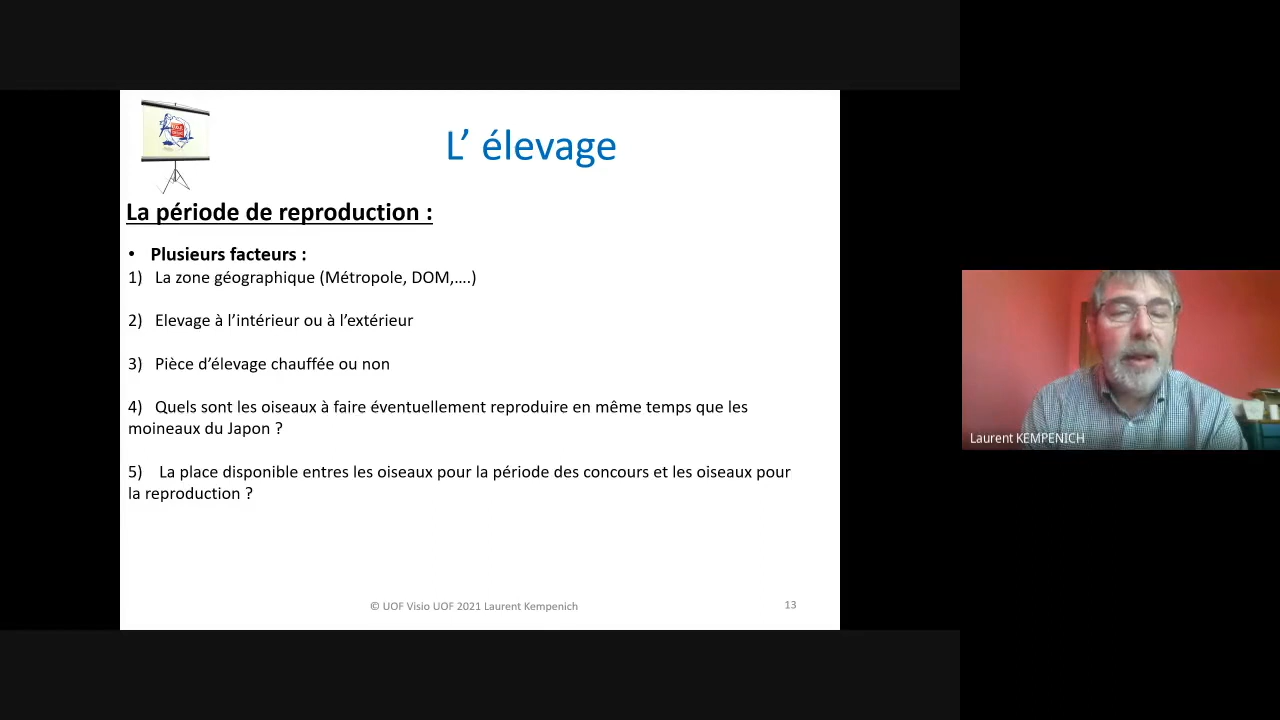 L’ élevage
La période de reproduction :
• Plusieurs facteurs :
1) La zone géographique (Métropole, DOM,....)
2) Elevage à l’intérieur ou à l’extérieur
3) Pièce d’élevage chauffée ou non
4) Quels sont les oiseaux à faire éventuellement reproduire en même temps que les
moineaux du Japon ?
5) La place disponible entres les oiseaux pour la période des concours et les oiseaux pour
la reproduction ?
© UOF Visio UOF 2021 Laurent Kempenich
13
Laurent KEMPENICH